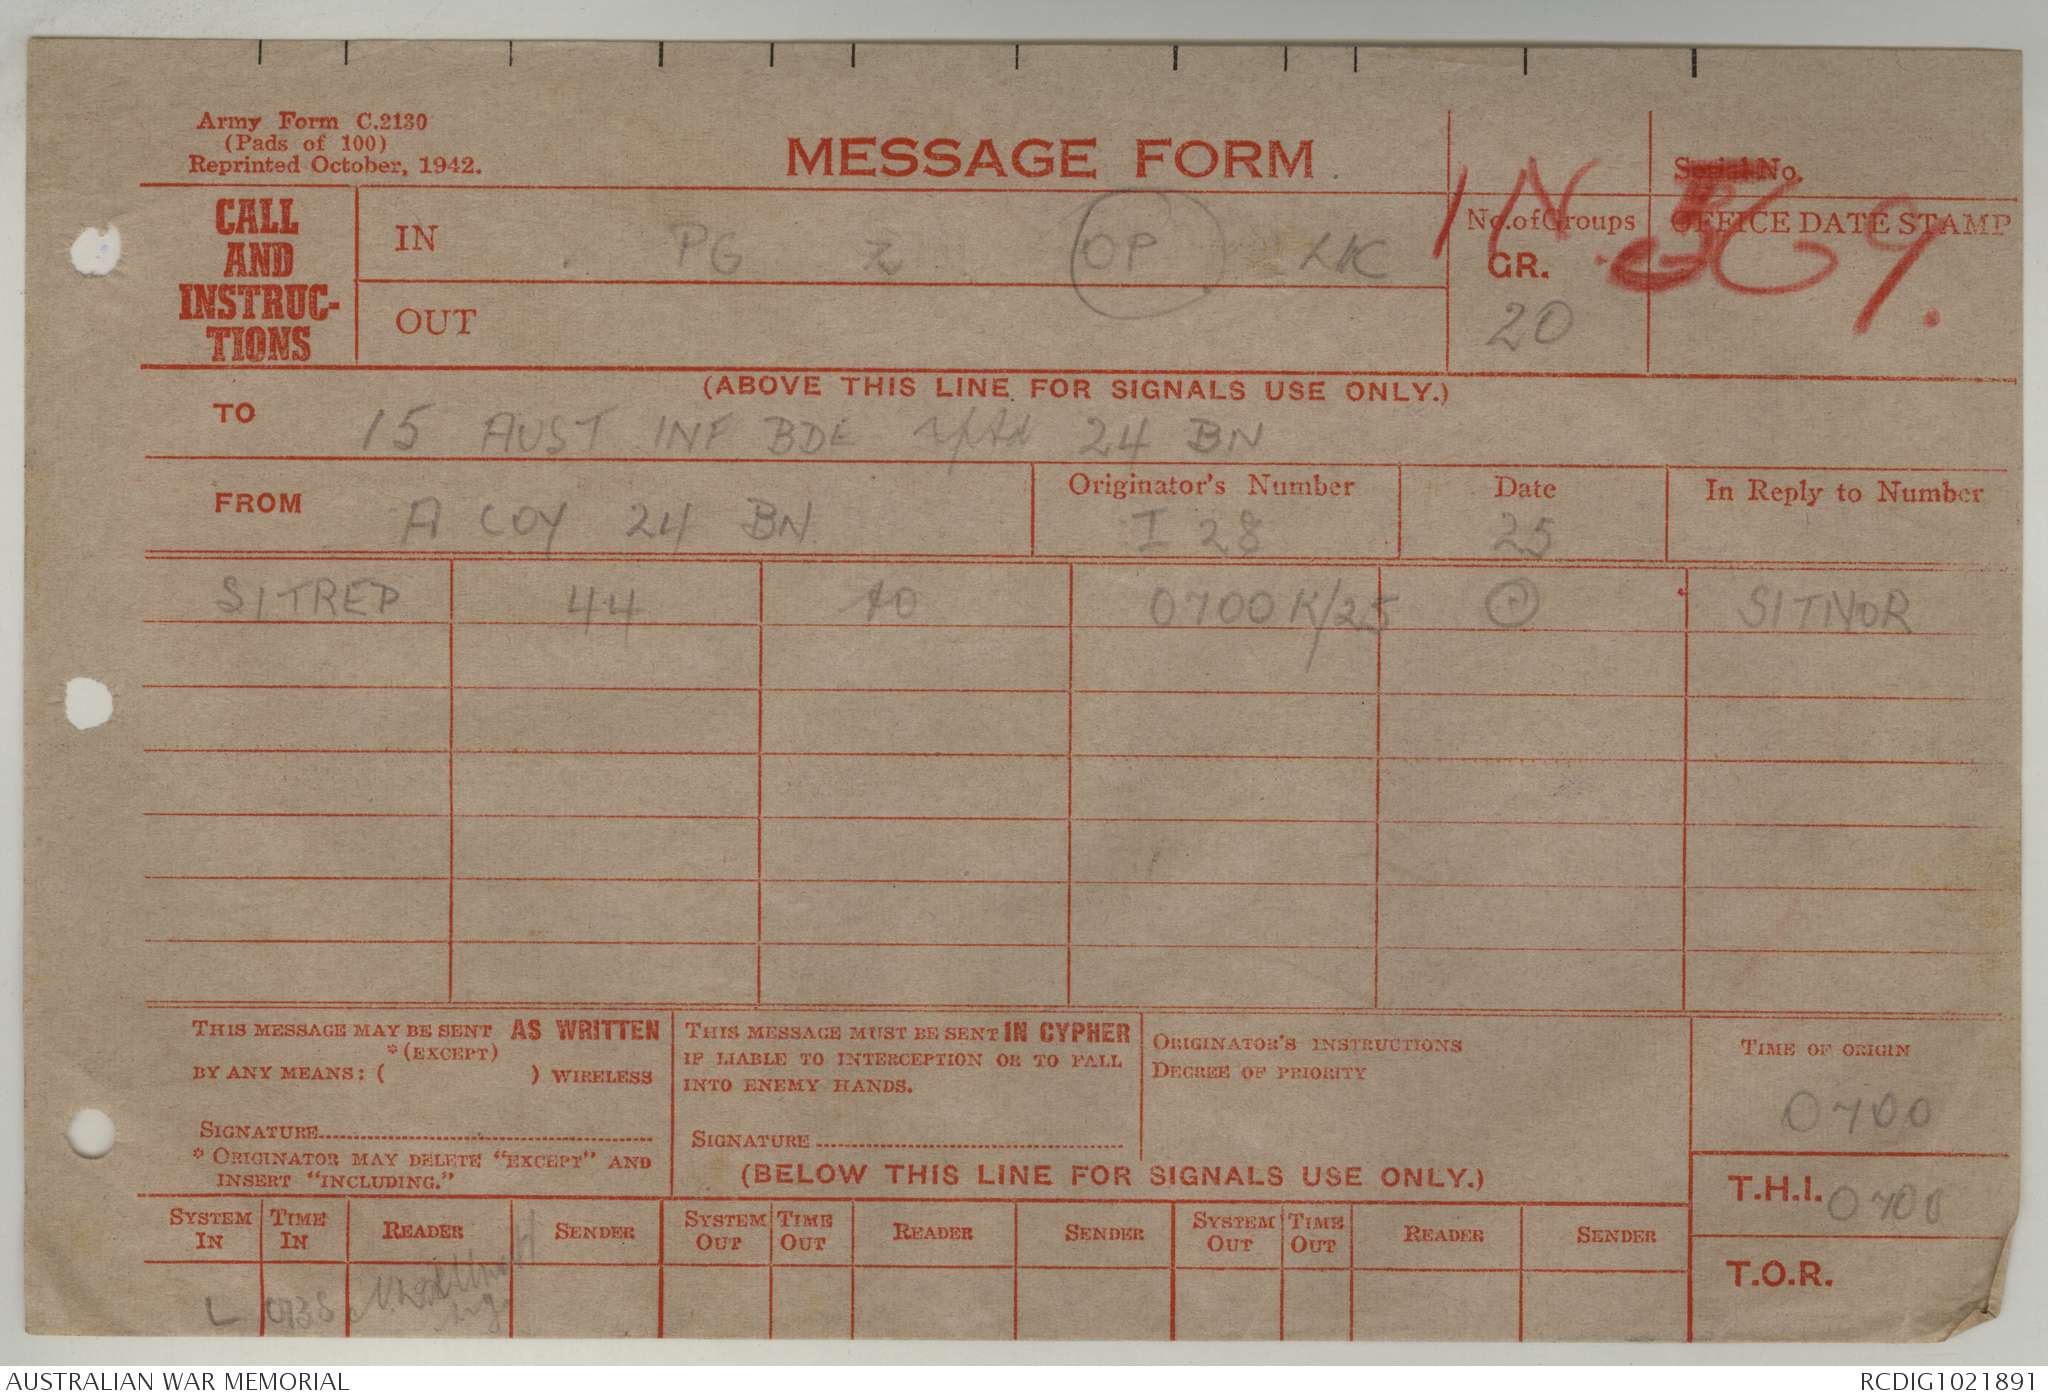 Army Form C.2130
(Pads of 100)
Reprinted October, 1942.
MESSAGE FORM
Serial No.
IN 569.
CALL
AND
INSTRUC-
TIONS
IN PG Z OP LK
OUT
No. of Groups
GR.
20
OFFICE DATE STAMP
(ABOVE THIS LINE FOR SIGNALS USE ONLY.)
TO 15 AUST INF BDE 24 BN
FROM A COY 24 BN
Originator's Number
I 28
Date
25
In Reply to Number
SITREP 44 TO 0700K/25 SITNOR
THIS MESSAGE MAY BE SENT AS WRITTEN
*(EXCEPT)
BY ANY MEANS: ( ) WIRELESS
SIGNATURE
* ORIGINATOR MAY DELETE "EXCEPT" AND
INSERT "INCLUDING."
THIS MESSAGE MUST BE SENT IN CYPHER
IF LIABLE TO INTERCEPTION OR TO FALL
INTO ENEMY HANDS.
SIGNATURE
ORIGINATOR'S INSTRUCTIONS
DEGREE OF PRIORITY
TIME OF ORIGIN
0700
(BELOW THIS LINE FOR SIGNALS USE ONLY.)
T.H.I. 0700
T.O.R.
SYSTEM IN TIME IN READER SENDER SYSTEM OUT TIME OUT READER SENDER SYSTEM OUT TIME OUT READER SENDER
L 0735
AUSTRALIAN WAR MEMORIAL
RCDIG1021891